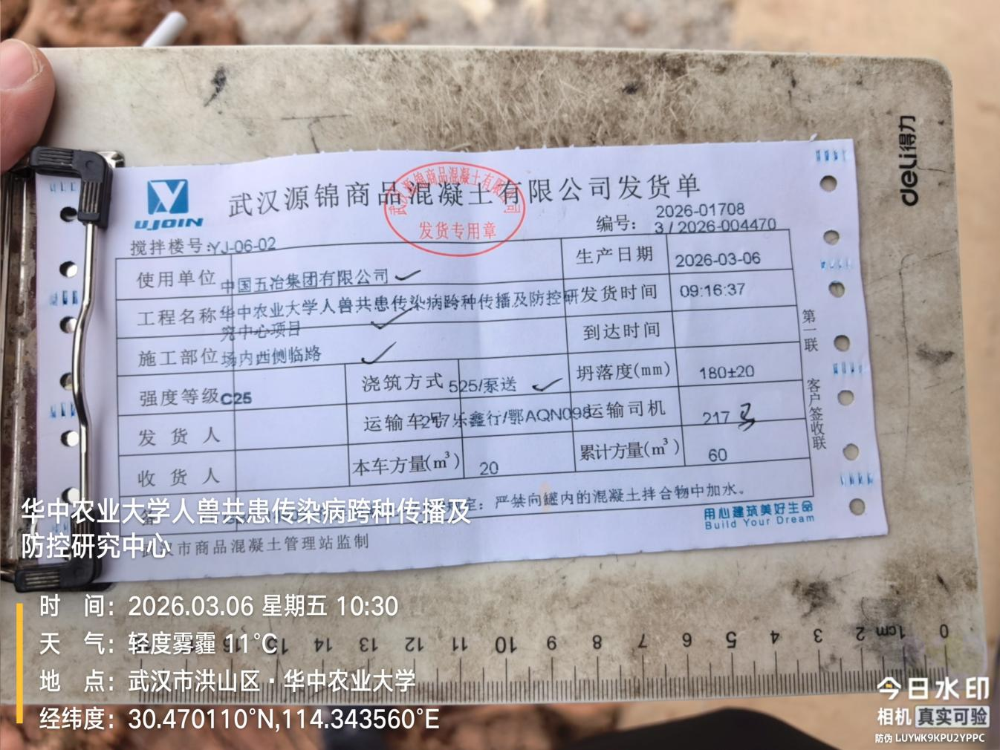 deli得力
UJOIN
武汉源锦商品混凝土有限公司发货单
武汉源锦商品混凝土有限公司
发货专用章
搅拌楼号:YJ-06-02
编号: 2026-01708
3/2026-004470
使用单位 中国五冶集团有限公司
生产日期 2026-03-06
工程名称 华中农业大学人兽共患传染病跨种传播及防控研
究中心项目
发货时间 09:16:37
施工部位 场内西侧临路
到达时间
强度等级 C25
浇筑方式 525/泵送
坍落度(mm) 180±20
发货人
运输车号 217乐鑫行/鄂AQN098
运输司机 217
收货人
本车方量(m³) 20
累计方量(m³) 60
定: 严禁向罐内的混凝土拌合物中加水。
用心建筑美好生命
Build Your Dream
汉市商品混凝土管理站监制
第一联 客户签收联
华中农业大学人兽共患传染病跨种传播及
防控研究中心
时 间: 2026.03.06 星期五 10:30
天 气: 轻度雾霾 11°C
地 点: 武汉市洪山区·华中农业大学
经纬度: 30.470110°N,114.343560°E
15 14 13 12 11 10 9 8 7 6 5 4 3 2 1cm 0
今日水印
相机 真实可验
防伪 LUYWK9KPU2YPPC